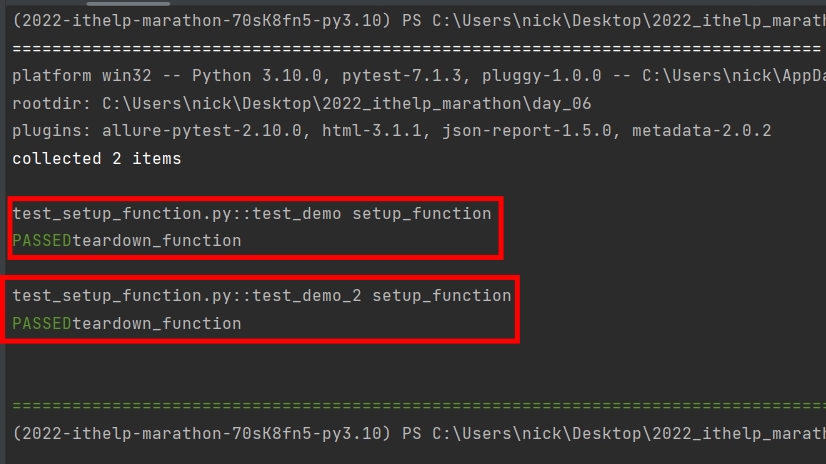 (2022-ithelp-marathon-70sK8fn5-py3.10) PS C:\Users\nick\Desktop\2022_ithelp_marath
================================================================================
platform win32 -- Python 3.10.0, pytest-7.1.3, pluggy-1.0.0 -- C:\Users\nick\AppDa
rootdir: C:\Users\nick\Desktop\2022_ithelp_marathon\day_06
plugins: allure-pytest-2.10.0, html-3.1.1, json-report-1.5.0, metadata-2.0.2
collected 2 items
test_setup_function.py::test_demo setup_function
PASSEDteardown_function
test_setup_function.py::test_demo_2 setup_function
PASSEDteardown_function
================================================================================
(2022-ithelp-marathon-70sK8fn5-py3.10) PS C:\Users\nick\Desktop\2022_ithelp_marath